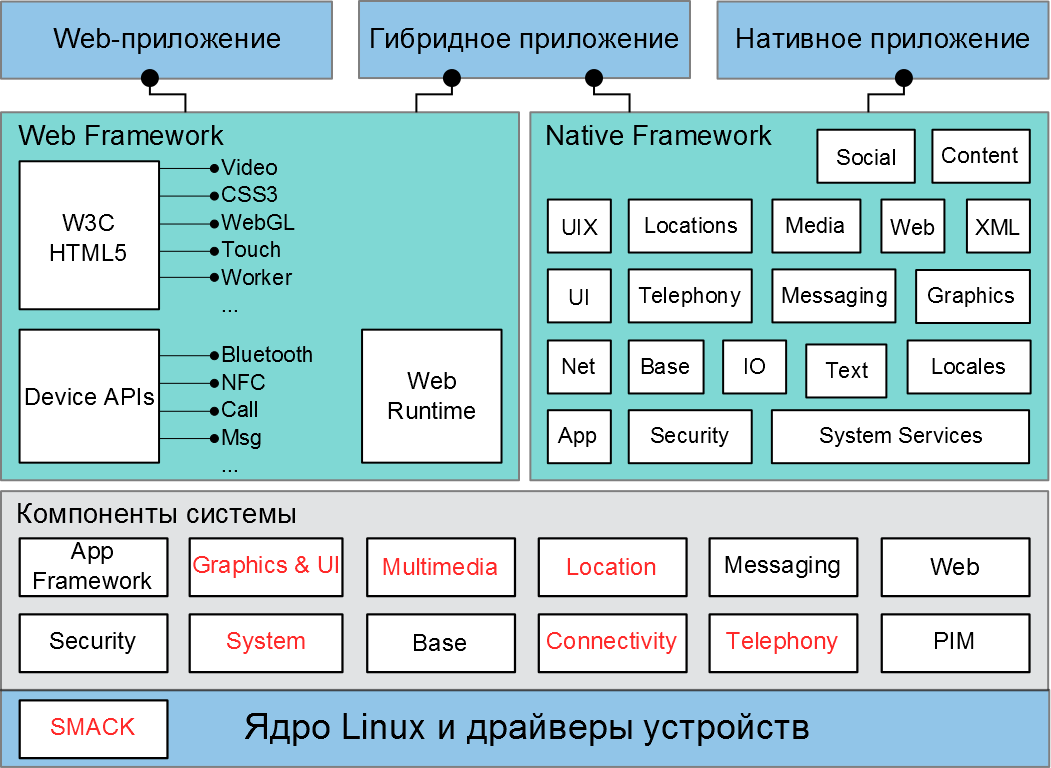 Web-приложение
Гибридное приложение
Нативное приложение
Web Framework
W3C
HTML5
Video
CSS3
WebGL
Touch
Worker
...
Device APIs
Bluetooth
NFC
Call
Msg
...
Web
Runtime
Native Framework
Social
Content
UIX
Locations
Media
Web
XML
UI
Telephony
Messaging
Graphics
Net
Base
IO
Text
Locales
App
Security
System Services
Компоненты системы
App
Framework
Graphics & UI
Multimedia
Location
Messaging
Web
Security
System
Base
Connectivity
Telephony
PIM
SMACK
Ядро Linux и драйверы устройств